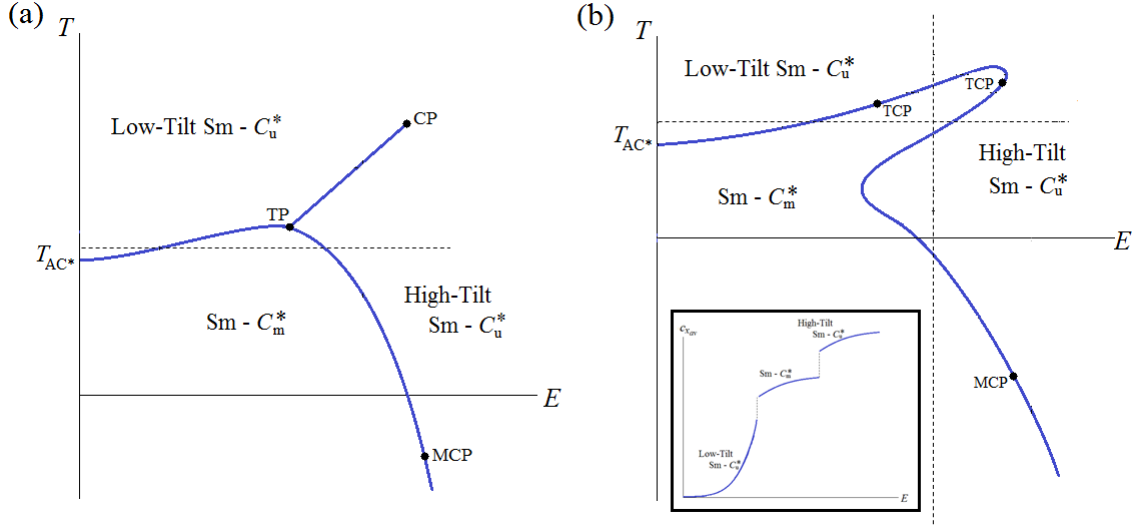 (a)
T
Low-Tilt Sm - C*u
CP
TP
TAC*
Sm - C*m
High-Tilt
Sm - C*u
E
MCP
(b)
T
Low-Tilt Sm - C*u
TCP
TCP
TAC*
High-Tilt
Sm - C*u
Sm - C*m
E
MCP
cxav
High-Tilt
Sm - C*u
Sm - C*m
Low-Tilt
Sm - C*u
E